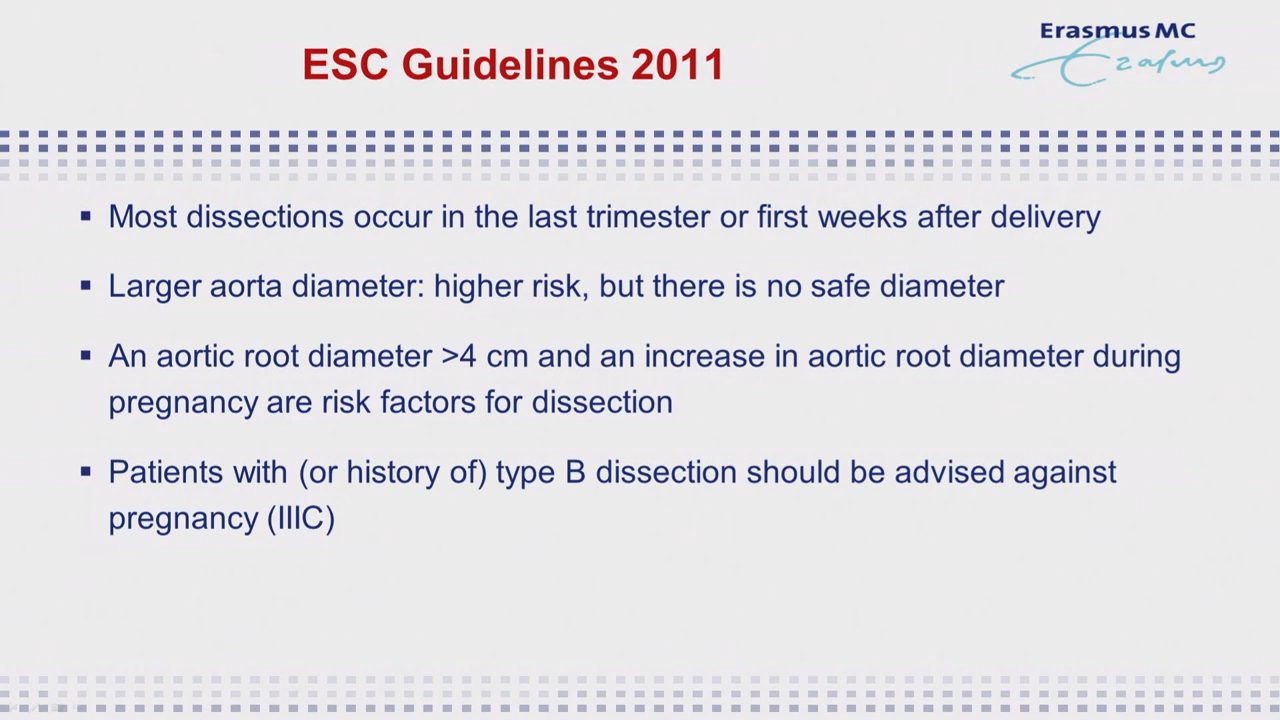 ESC Guidelines 2011
Erasmus MC
Erasmus
▪ Most dissections occur in the last trimester or first weeks after delivery
▪ Larger aorta diameter: higher risk, but there is no safe diameter
▪ An aortic root diameter >4 cm and an increase in aortic root diameter during
pregnancy are risk factors for dissection
▪ Patients with (or history of) type B dissection should be advised against
pregnancy (IIIC)